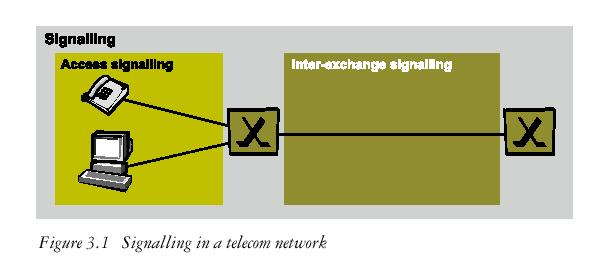 Signalling
Access signalling
Inter-exchange signalling
Figure 3.1 Signalling in a telecom network